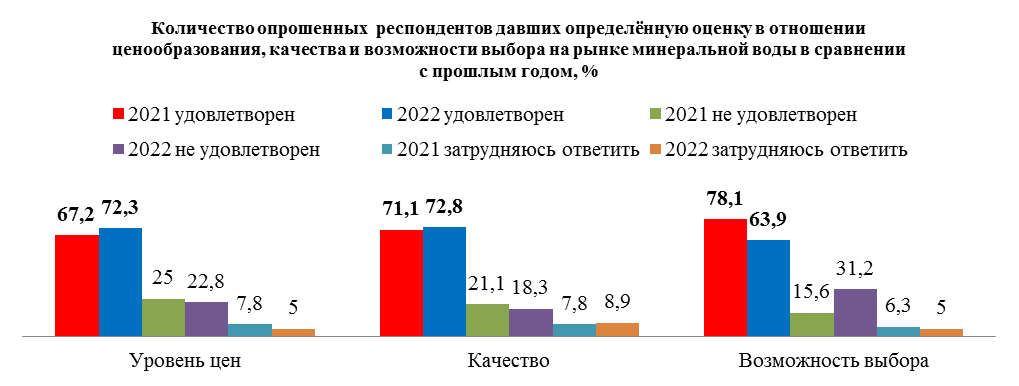 Количество опрошенных респондентов давших определённую оценку в отношении
ценообразования, качества и возможности выбора на рынке минеральной воды в сравнении
с прошлым годом, %
2021 удовлетворен
2022 удовлетворен
2021 не удовлетворен
2022 не удовлетворен
2021 затрудняюсь ответить
2022 затрудняюсь ответить
67,2
72,3
25
22,8
7,8
5
71,1
72,8
21,1
18,3
7,8
8,9
78,1
63,9
15,6
31,2
6,3
5
Уровень цен
Качество
Возможность выбора